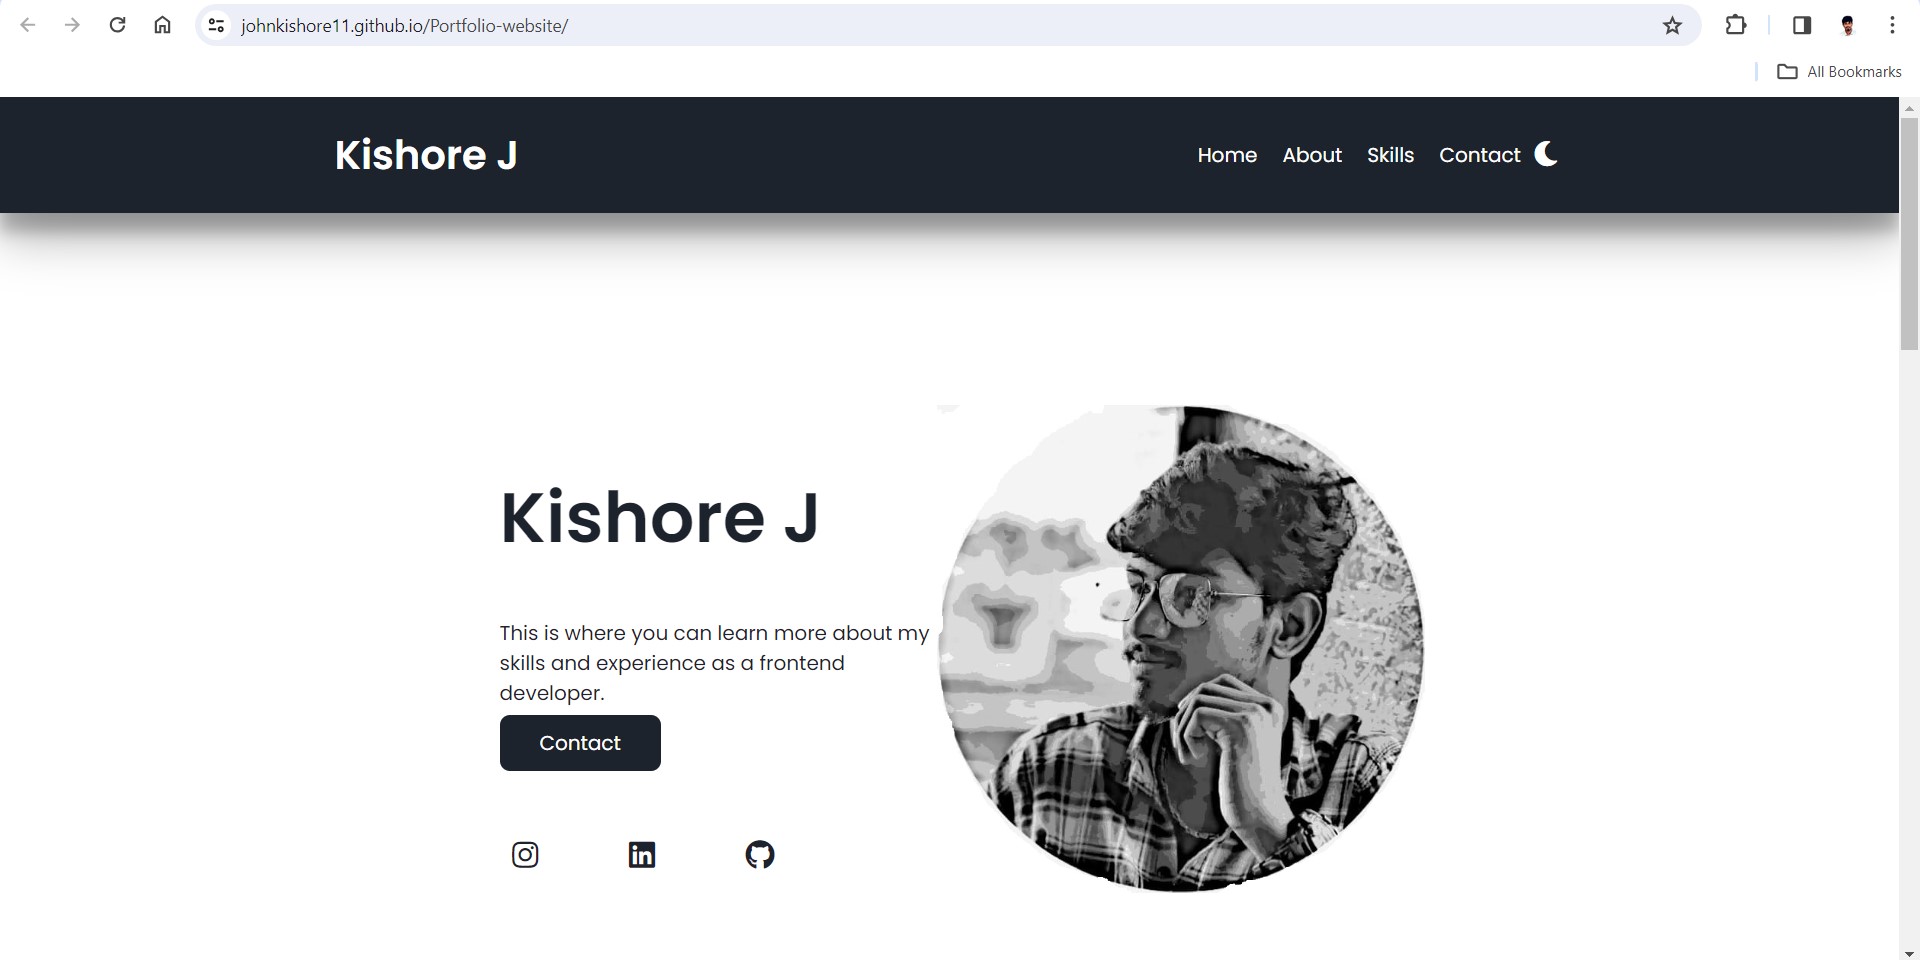 johnkishore11.github.io/Portfolio-website/
All Bookmarks
Kishore J
Home About Skills Contact
Kishore J
This is where you can learn more about my
skills and experience as a frontend
developer.
Contact